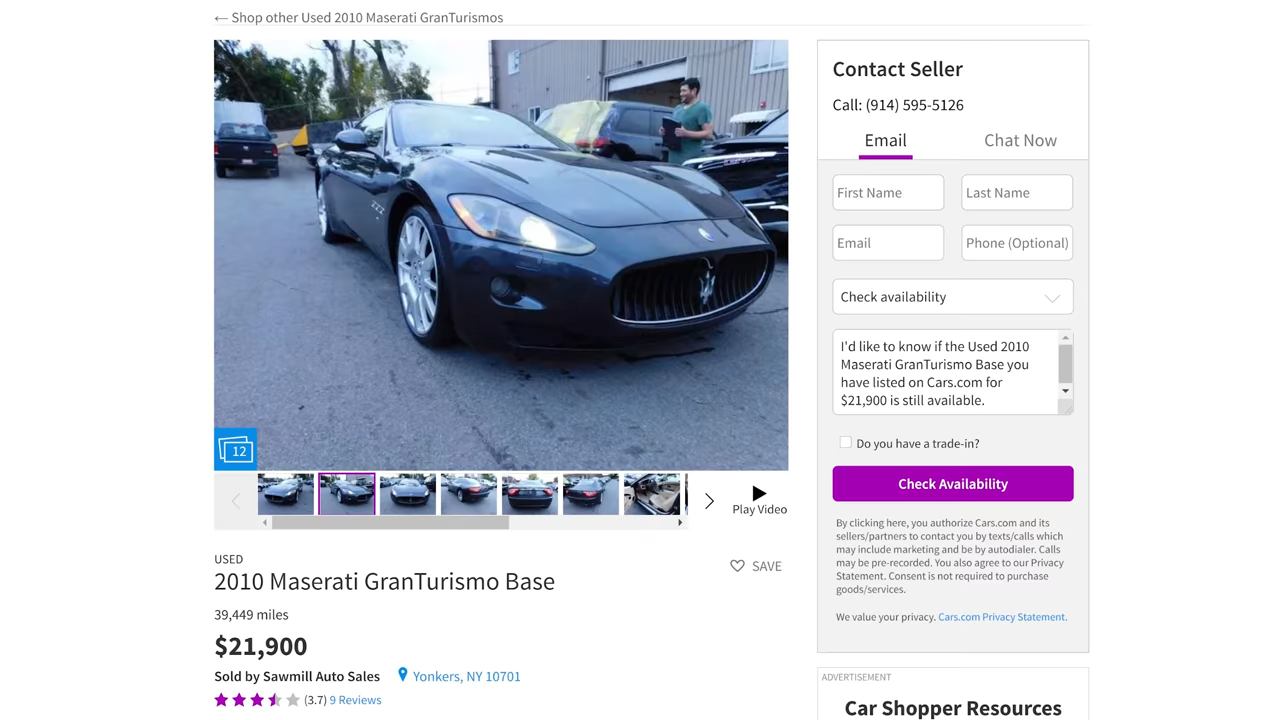 ← Shop other Used 2010 Maserati GranTurismos
12
Play Video
USED
SAVE
2010 Maserati GranTurismo Base
39,449 miles
$21,900
Sold by Sawmill Auto Sales
Yonkers, NY 10701
(3.7) 9 Reviews
Contact Seller
Call: (914) 595-5126
Email
Chat Now
First Name
Last Name
Email
Phone (Optional)
Check availability
I'd like to know if the Used 2010
Maserati GranTurismo Base you
have listed on Cars.com for
$21,900 is still available.
Do you have a trade-in?
Check Availability
By clicking here, you authorize Cars.com and its
sellers/partners to contact you by texts/calls which
may include marketing and be by autodialer. Calls
may be pre-recorded. You also agree to our Privacy
Statement. Consent is not required to purchase
goods/services.
We value your privacy. Cars.com Privacy Statement.
ADVERTISEMENT
Car Shopper Resources